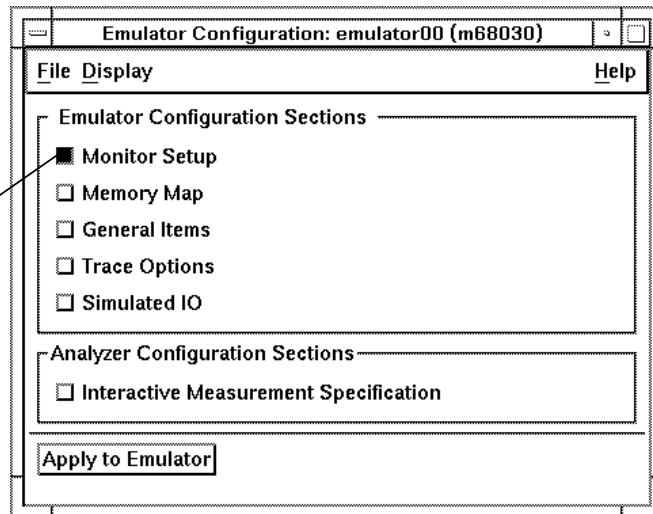 Emulator Configuration: emulator00 (m68030)
File Display Help
Emulator Configuration Sections
Monitor Setup
Memory Map
General Items
Trace Options
Simulated IO
Analyzer Configuration Sections
Interactive Measurement Specification
Apply to Emulator